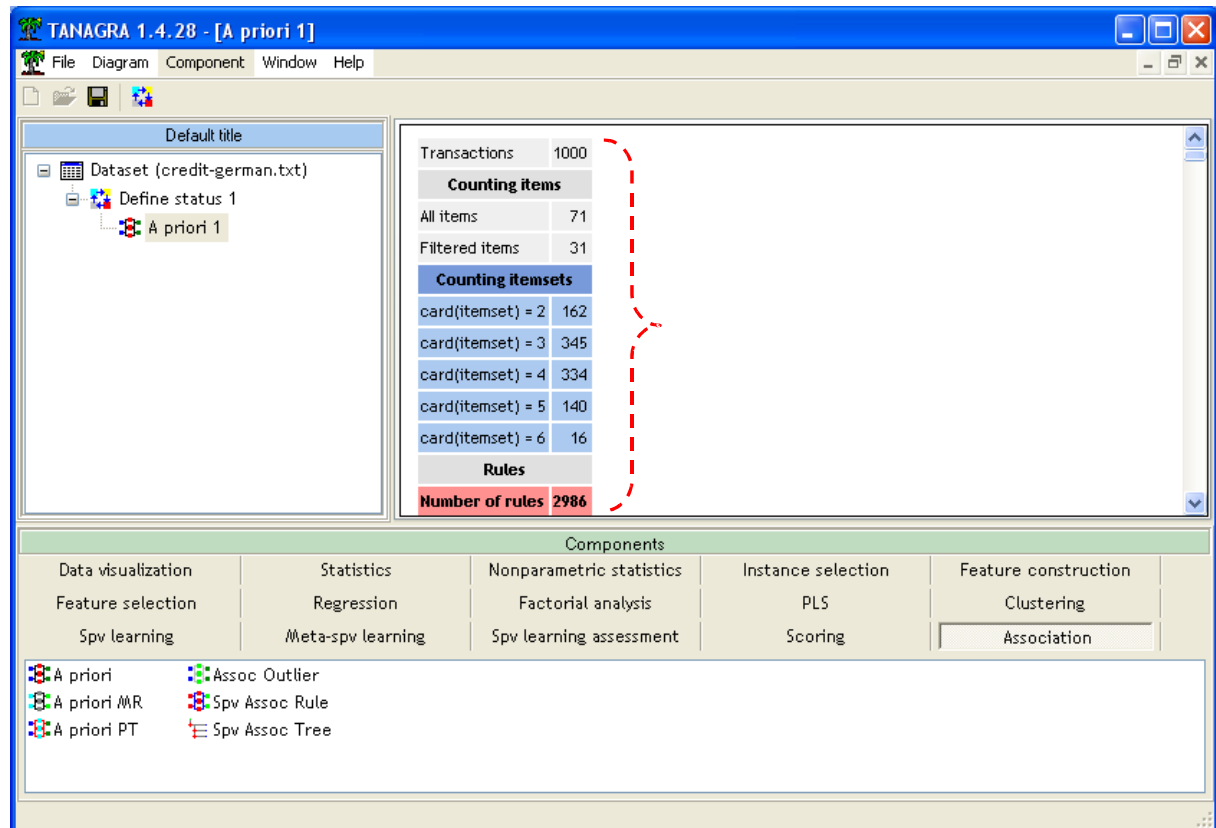 TANAGRA 1.4.28 - [A priori 1]
File Diagram Component Window Help
Default title
Dataset (credit-german.txt)
Define status 1
A priori 1
Transactions 1000
Counting items
All items 71
Filtered items 31
Counting itemsets
card(itemset) = 2 162
card(itemset) = 3 345
card(itemset) = 4 334
card(itemset) = 5 140
card(itemset) = 6 16
Rules
Number of rules 2986
Components
Data visualization Statistics Nonparametric statistics Instance selection Feature construction
Feature selection Regression Factorial analysis PLS Clustering
Spv learning Meta-spv learning Spv learning assessment Scoring Association
A priori Assoc Outlier
A priori MR Spv Assoc Rule
A priori PT Spv Assoc Tree